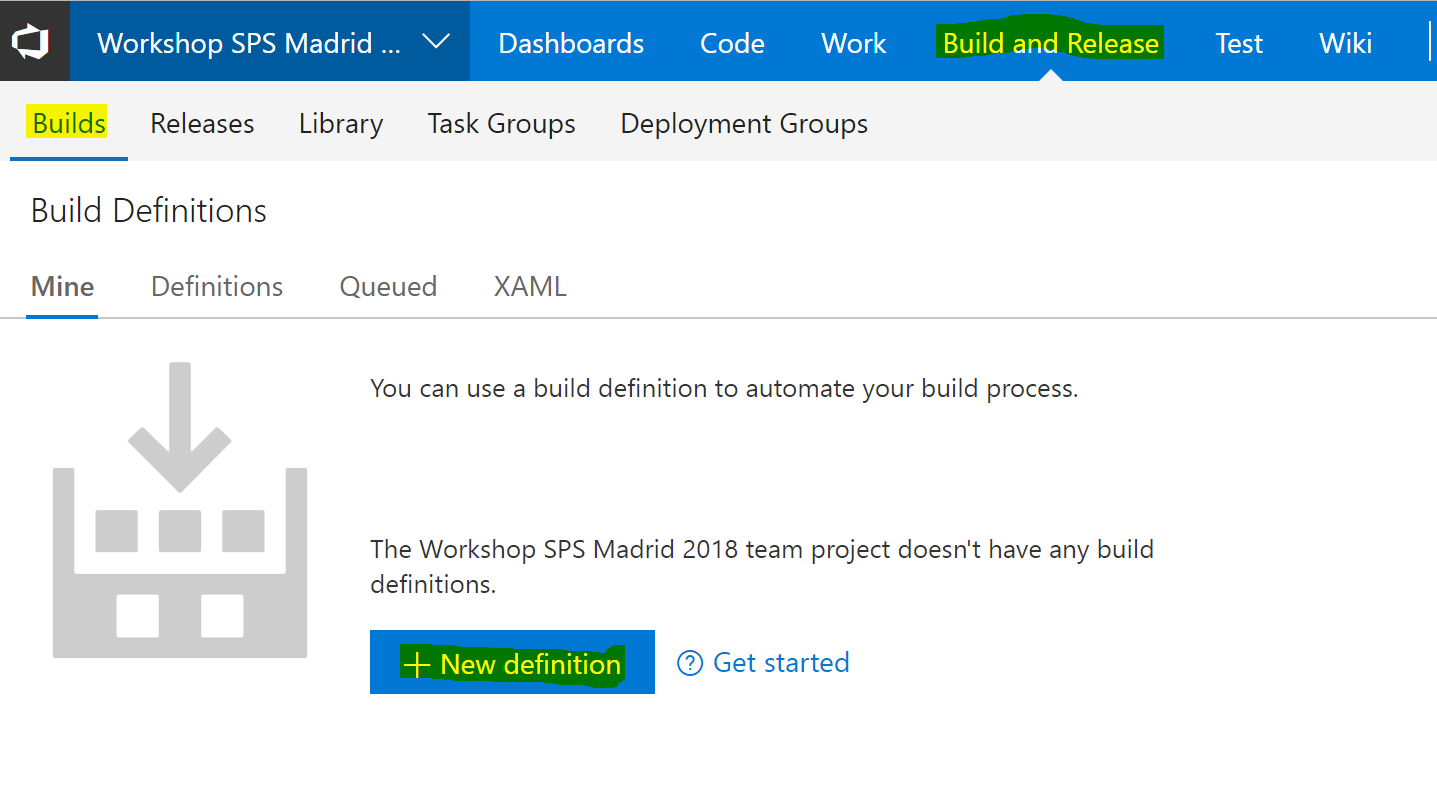 Workshop SPS Madrid ... Dashboards Code Work Build and Release Test Wiki
Builds Releases Library Task Groups Deployment Groups
Build Definitions
Mine Definitions Queued XAML
You can use a build definition to automate your build process.
The Workshop SPS Madrid 2018 team project doesn't have any build
definitions.
+ New definition ? Get started